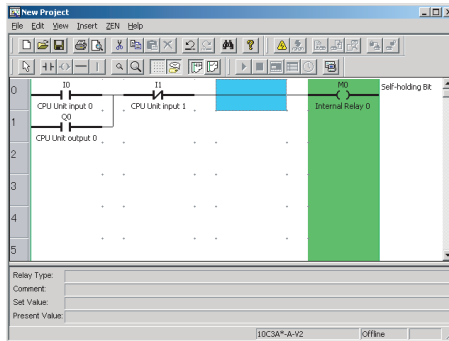 New Project
File Edit View Insert ZEN Help
0 I0 I1 M0 Self-holding Bit
CPU Unit input 0 CPU Unit input 1 Internal Relay 0
1 Q0
CPU Unit output 0
2
3
4
5
Relay Type:
Comment:
Set Value:
Present Value:
10C3A*-A-V2 Offline